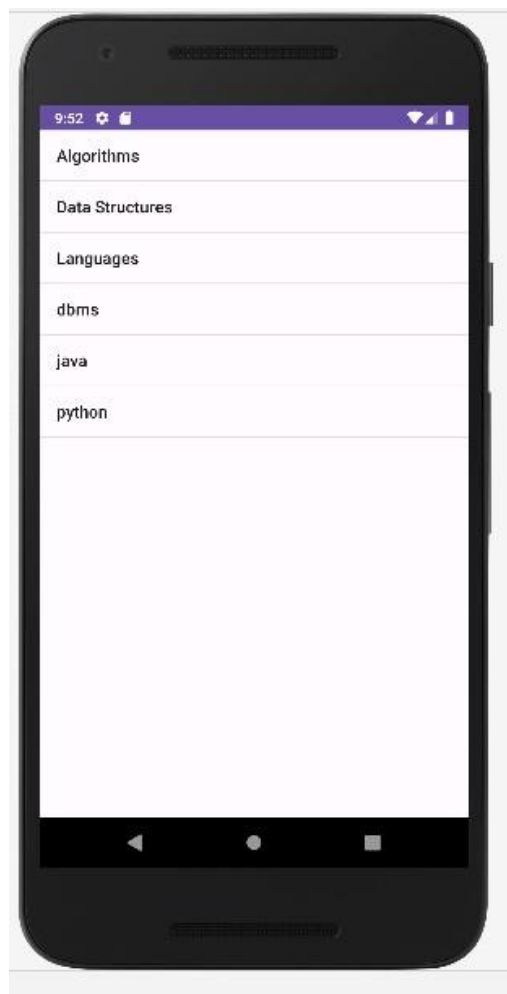 9:52
Algorithms
Data Structures
Languages
dbms
java
python